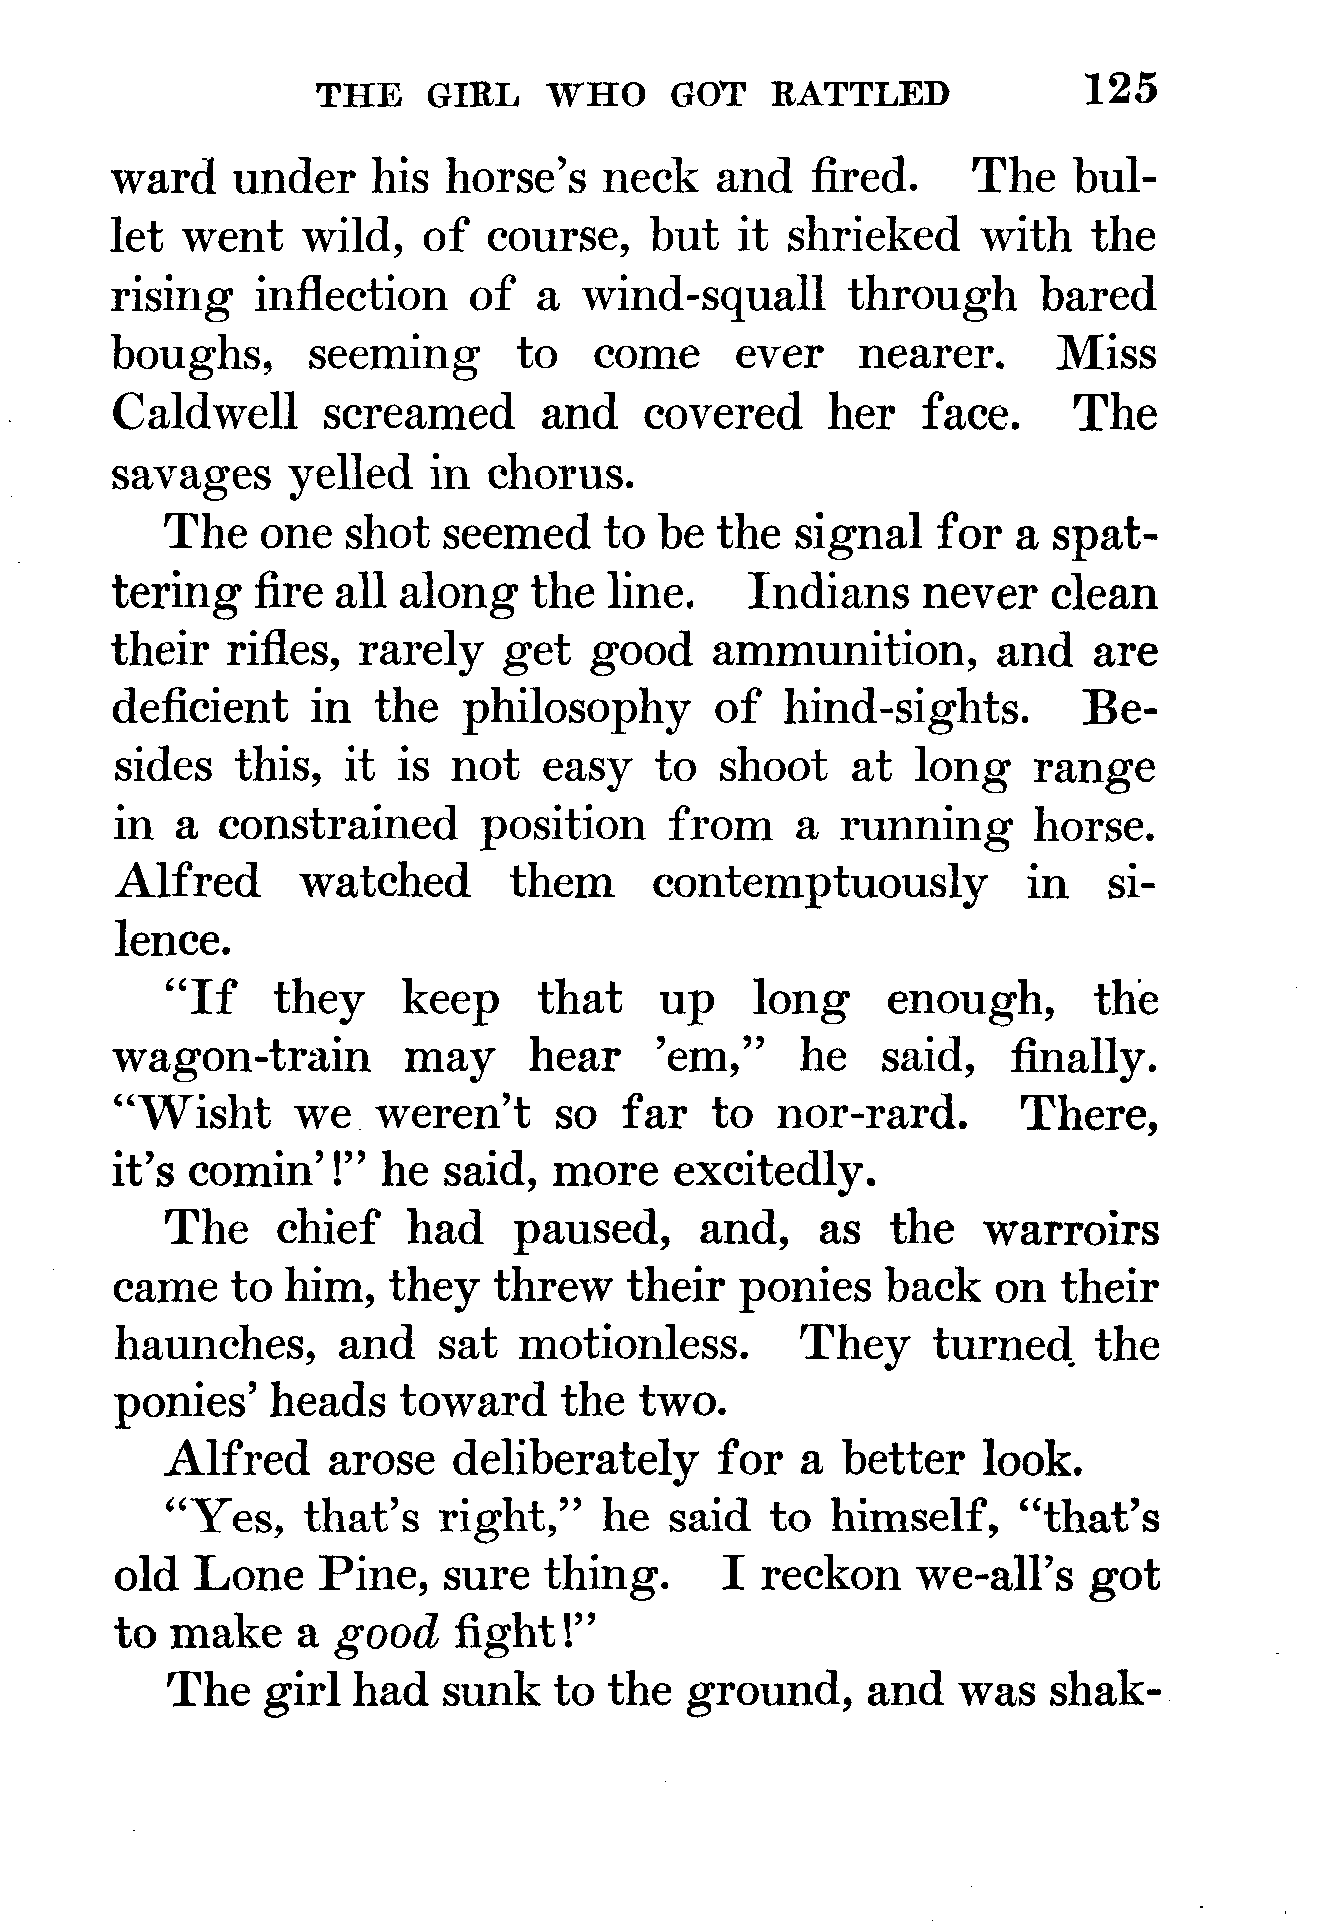 THE GIRL WHO GOT RATTLED 125
ward under his horse’s neck and fired. The bul-
let went wild, of course, but it shrieked with the
rising inflection of a wind-squall through bared
boughs, seeming to come ever nearer. Miss
Caldwell screamed and covered her face. The
savages yelled in chorus.
The one shot seemed to be the signal for a spat-
tering fire all along the line. Indians never clean
their rifles, rarely get good ammunition, and are
deficient in the philosophy of hind-sights. Be-
sides this, it is not easy to shoot at long range
in a constrained position from a running horse.
Alfred watched them contemptuously in si-
lence.
“If they keep that up long enough, the
wagon-train may hear ’em,” he said, finally.
“Wisht we weren’t so far to nor-rard. There,
it’s comin’!” he said, more excitedly.
The chief had paused, and, as the warroirs
came to him, they threw their ponies back on their
haunches, and sat motionless. They turned the
ponies’ heads toward the two.
Alfred arose deliberately for a better look.
“Yes, that’s right,” he said to himself, “that’s
old Lone Pine, sure thing. I reckon we-all’s got
to make a good fight!”
The girl had sunk to the ground, and was shak-